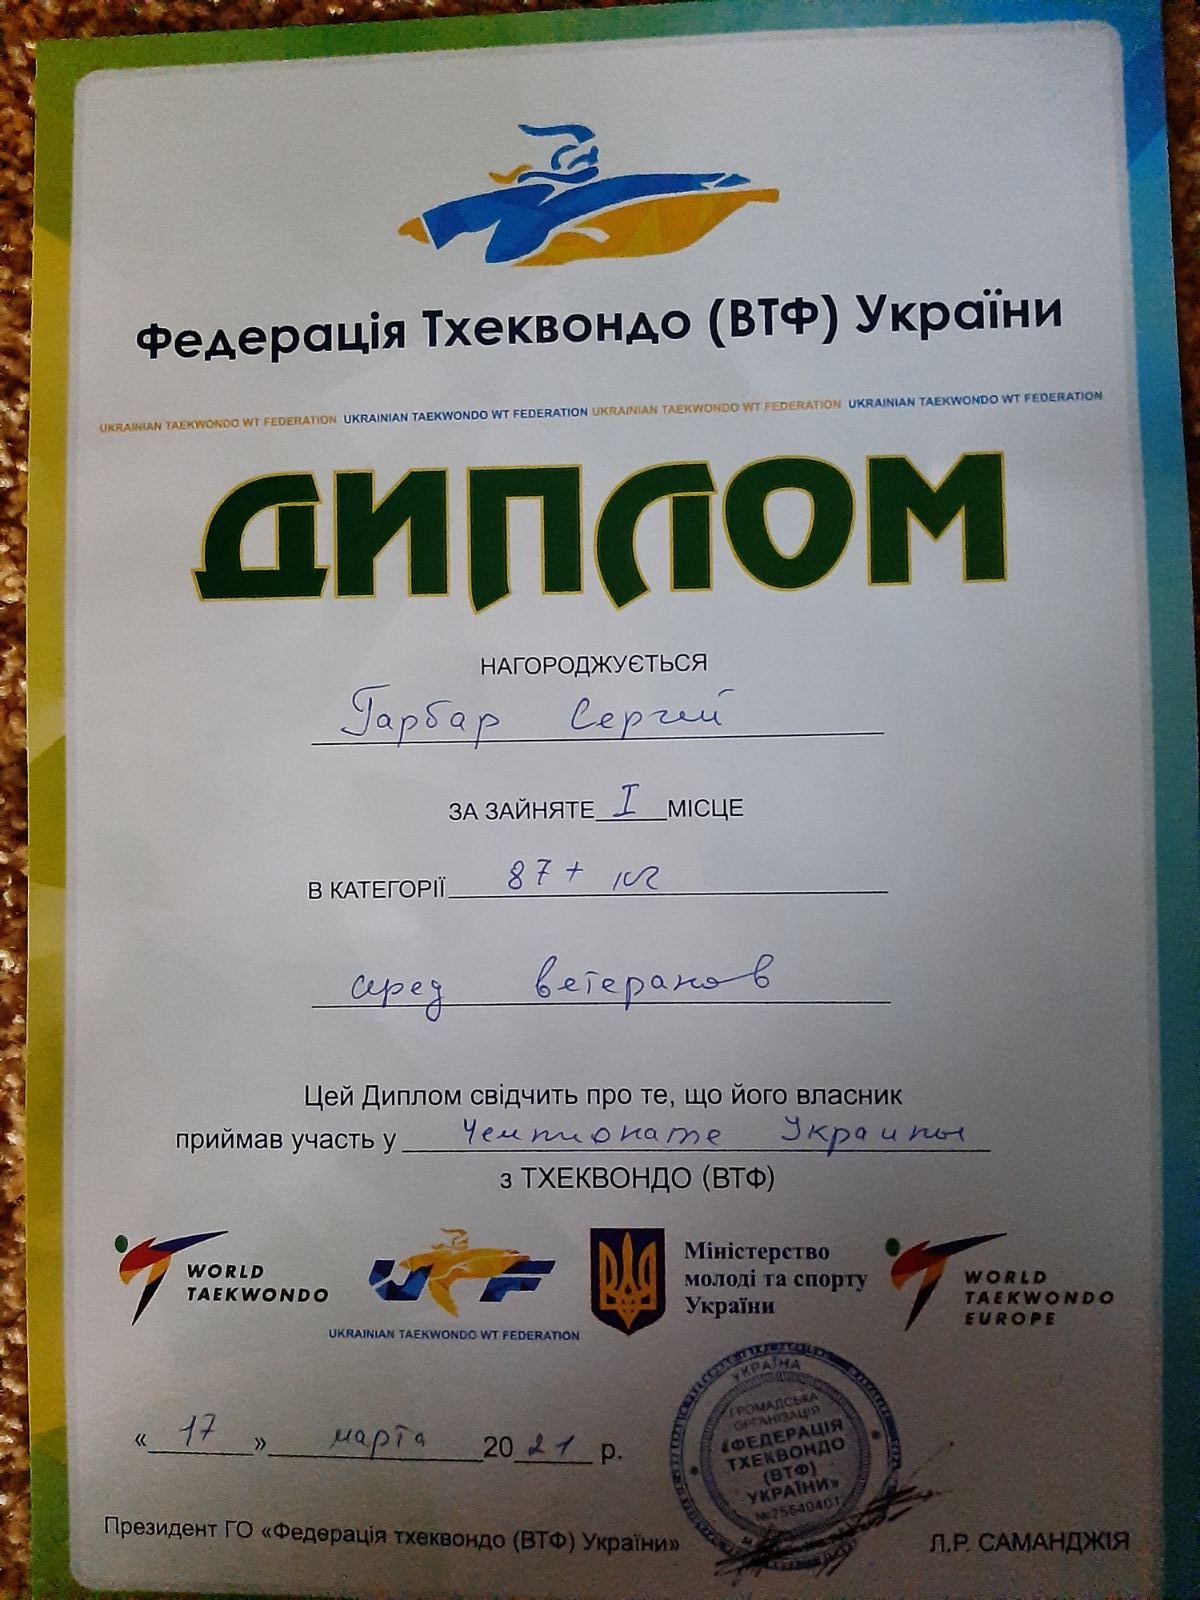 Федерація Тхеквондо (ВТФ) України
UKRAINIAN TAEKWONDO WT FEDERATION UKRAINIAN TAEKWONDO WT FEDERATION UKRAINIAN TAEKWONDO WT FEDERATION UKRAINIAN TAEKWONDO WT FEDERATION
ДИПЛОМ
НАГОРОДЖУЄТЬСЯ
Гарбар Сергей
ЗА ЗАЙНЯТЕ I МІСЦЕ
В КАТЕГОРІЇ 87+ кг
серед ветеранов
Цей Диплом свідчить про те, що його власник
приймав участь у Чемпионате Украины
з ТХЕКВОНДО (ВТФ)
WORLD
TAEKWONDO
UTF
UKRAINIAN TAEKWONDO WT FEDERATION
Міністерство
молоді та спорту
України
WORLD
TAEKWONDO
EUROPE
«17» марта 2021 р.
УКРАЇНА
ГРОМАДСЬКА
ОРГАНІЗАЦІЯ
«ФЕДЕРАЦІЯ
ТХЕКВОНДО
(ВТФ)
УКРАЇНИ»
№25540401
Президент ГО «Федерація тхеквондо (ВТФ) України»
Л.Р. САМАНДЖІЯ